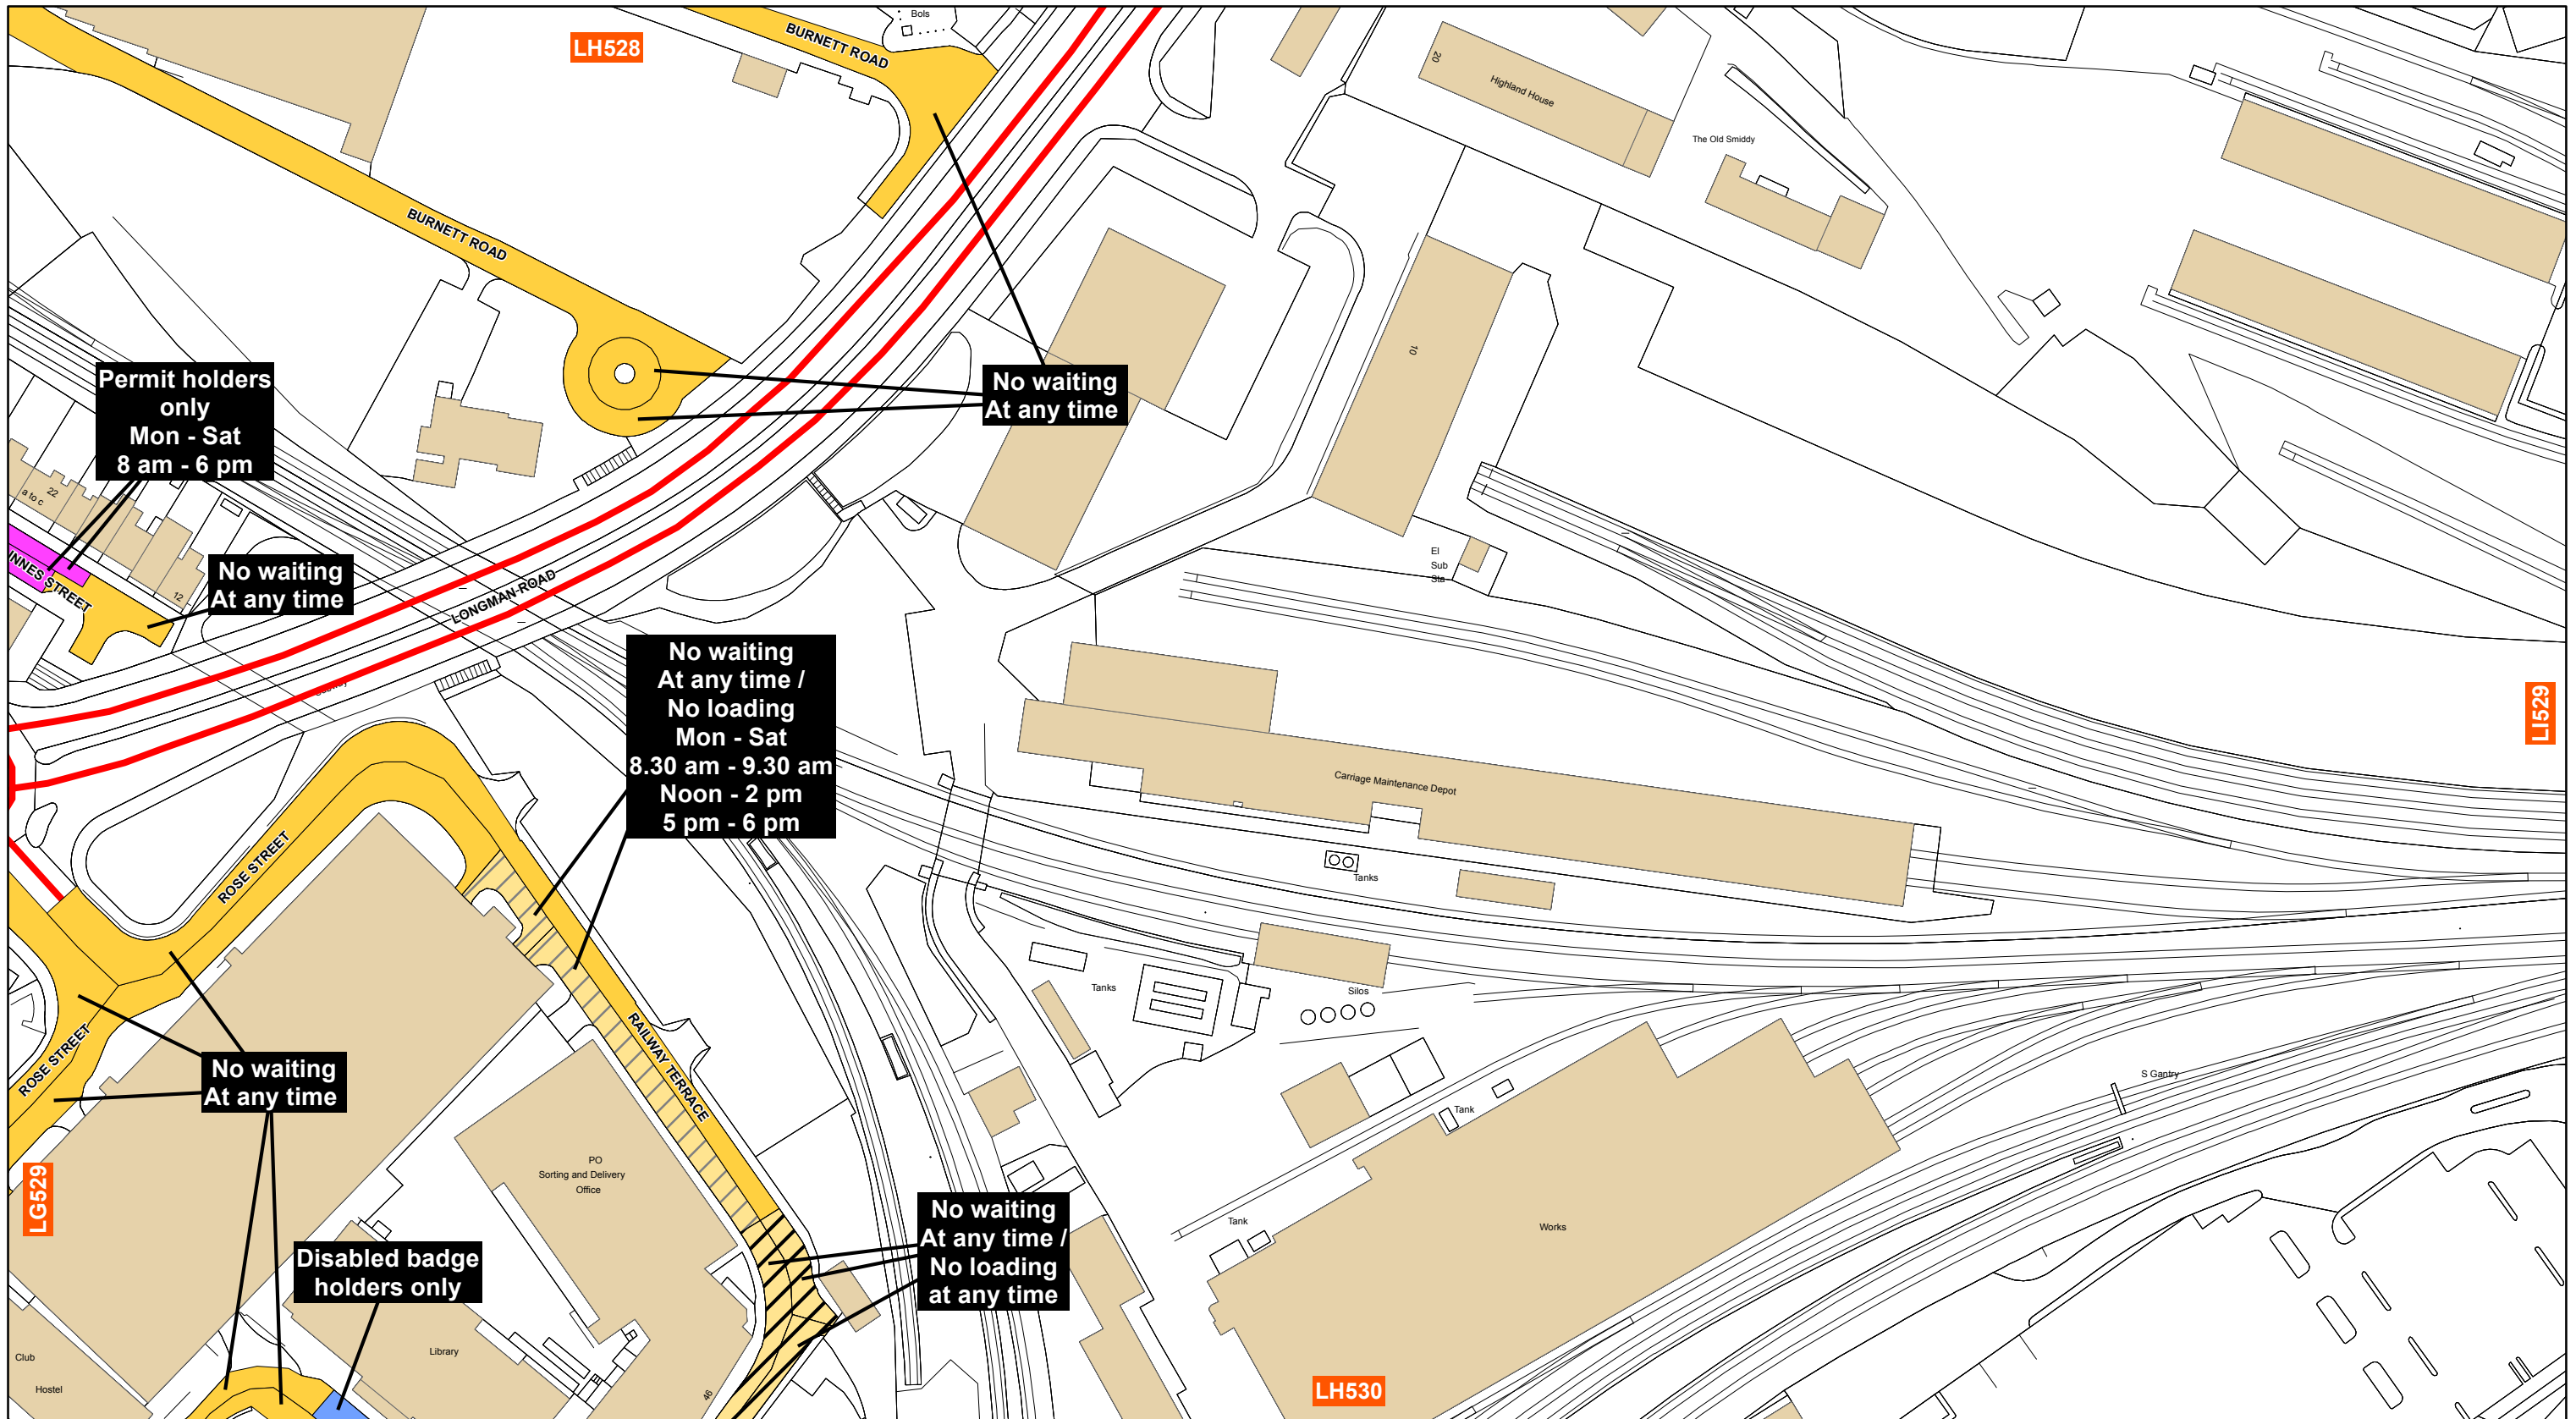 Bols
BURNETT ROAD
LH528
20
Highland House
The Old Smiddy
BURNETT ROAD
10
Permit holders
only
Mon - Sat
8 am - 6 pm
No waiting
At any time
22
a to c
INNES STREET
12
No waiting
At any time
LONGMAN ROAD
El
Sub
Sta
No waiting
At any time /
No loading
Mon - Sat
8.30 am - 9.30 am
Noon - 2 pm
5 pm - 6 pm
LI529
Carriage Maintenance Depot
Tanks
ROSE STREET
Tanks
Silos
RAILWAY TERRACE
ROSE STREET
No waiting
At any time
S Gantry
Tank
PO
Sorting and Delivery
Office
LG529
No waiting
At any time /
No loading
at any time
Tank
Works
Disabled badge
holders only
Library
Club
Hostel
46
LH530